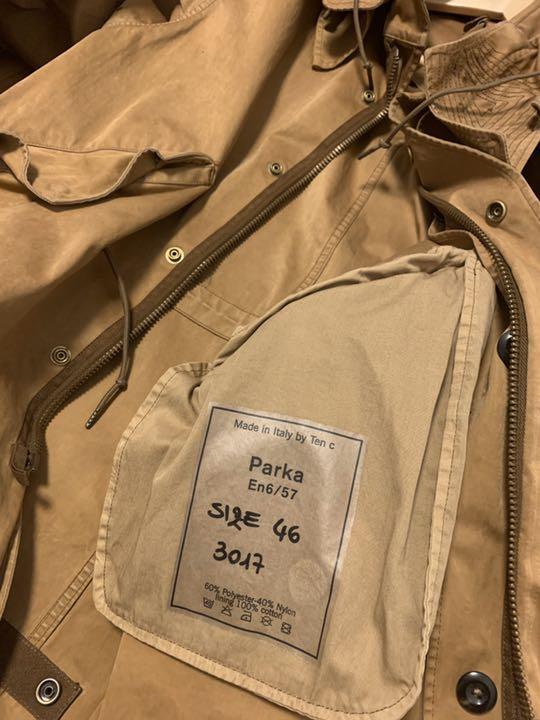 Made in Italy by Ten c
Parka
En6/57
SIZE 46
3017
60% Polyester-40% Nylon
lining 100% cotton